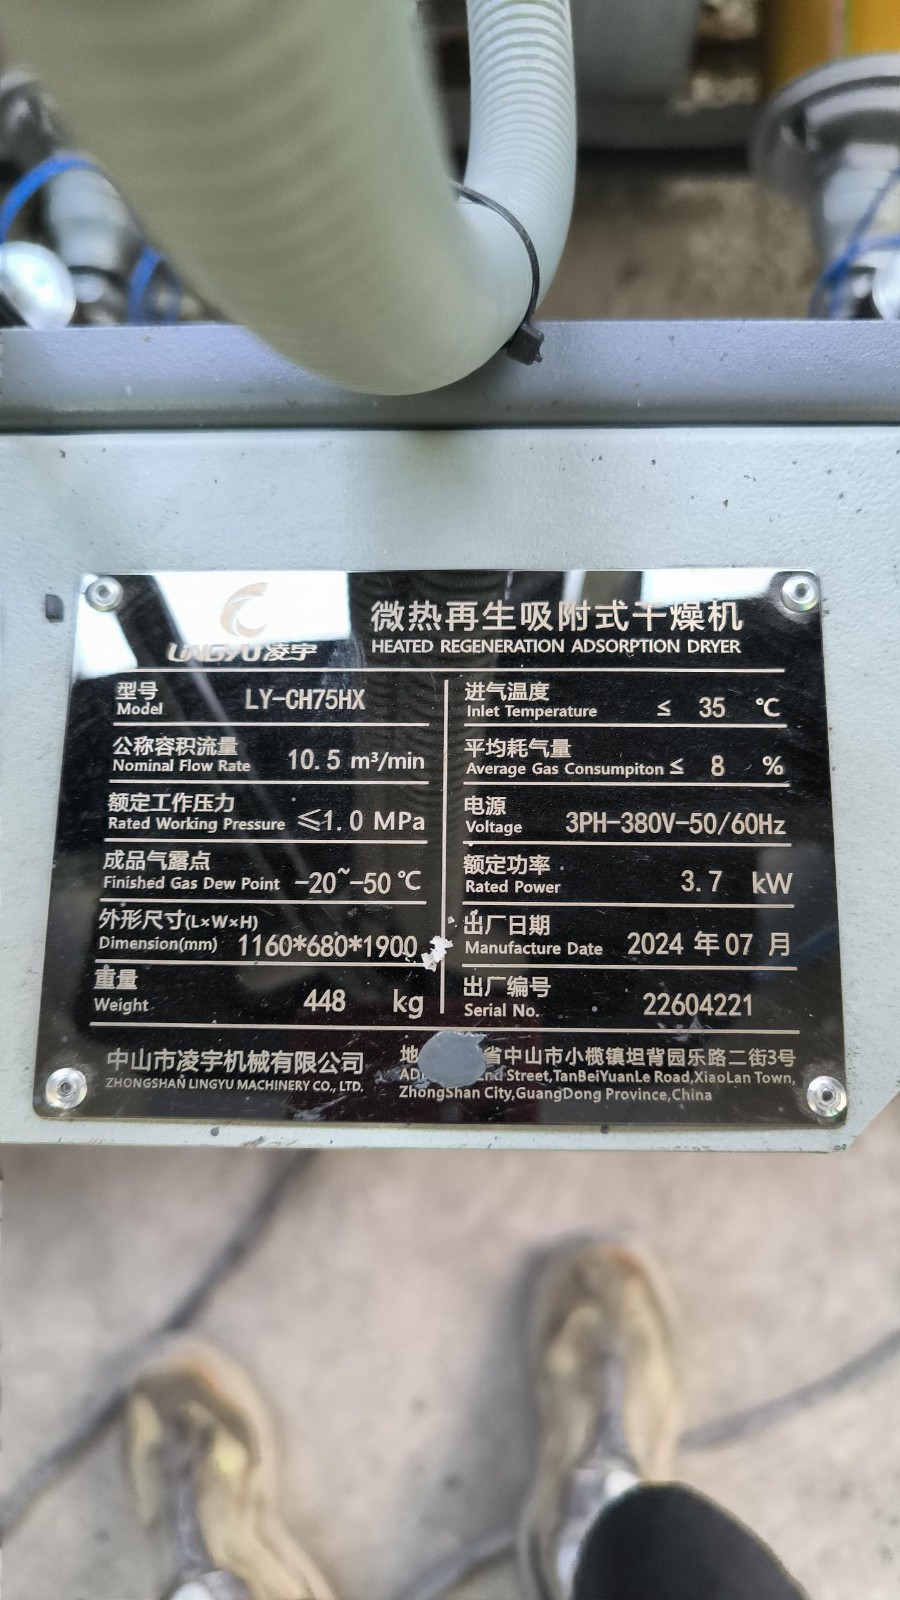 LINGYU 凌宇
微热再生吸附式干燥机
HEATED REGENERATION ADSORPTION DRYER
型号
Model LY-CH75HX
公称容积流量
Nominal Flow Rate 10.5 m³/min
额定工作压力
Rated Working Pressure ≤1.0 MPa
成品气露点
Finished Gas Dew Point -20~-50 ℃
外形尺寸(L×W×H)
Dimension(mm) 1160*680*1900
重量
Weight 448 kg
进气温度
Inlet Temperature ≤ 35 ℃
平均耗气量
Average Gas Consumpiton ≤ 8 %
电源
Voltage 3PH-380V-50/60Hz
额定功率
Rated Power 3.7 kW
出厂日期
Manufacture Date 2024 年 07 月
出厂编号
Serial No. 22604221
中山市凌宇机械有限公司
ZHONGSHAN LINGYU MACHINERY CO., LTD.
地 省中山市小榄镇坦背园乐路二街3号
AD 2nd Street,TanBeiYuanLe Road,XiaoLan Town,
ZhongShan City,GuangDong Province,China